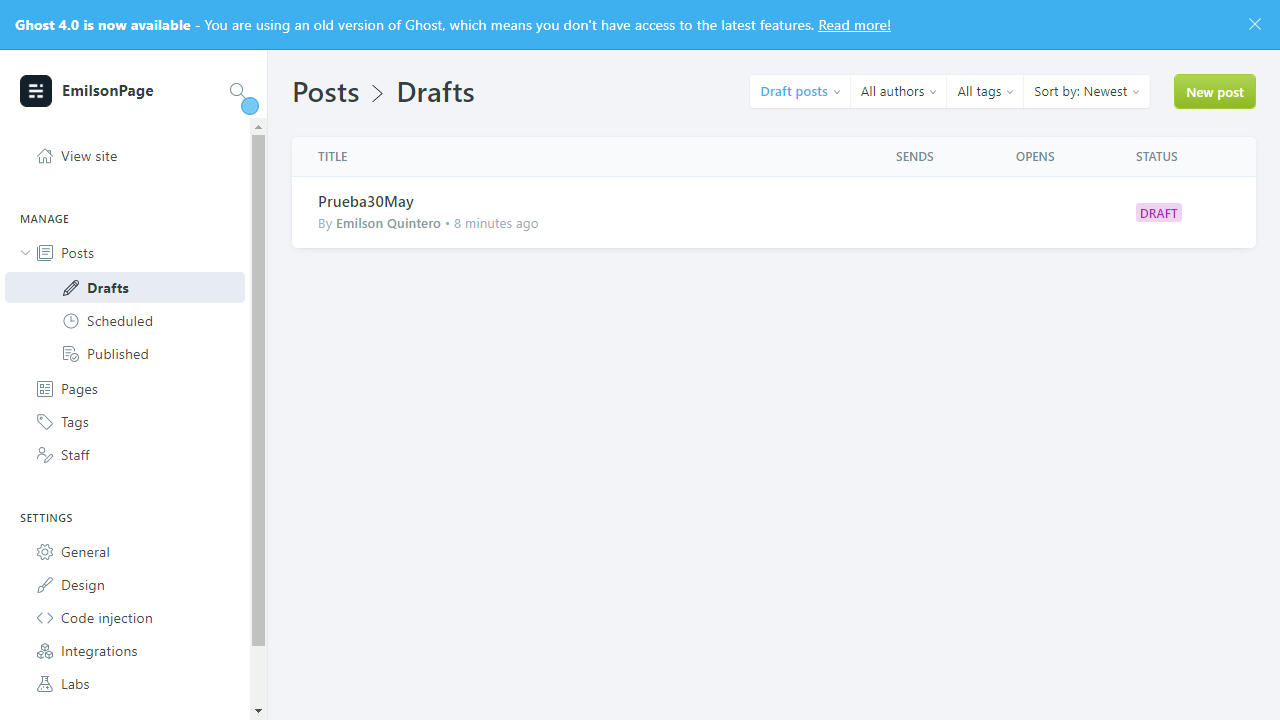 Ghost 4.0 is now available - You are using an old version of Ghost, which means you don't have access to the latest features. Read more!
EmilsonPage
View site
MANAGE
Posts
Drafts
Scheduled
Published
Pages
Tags
Staff
SETTINGS
General
Design
Code injection
Integrations
Labs
Posts > Drafts
Draft posts All authors All tags Sort by: Newest New post
TITLE SENDS OPENS STATUS
Prueba30May
By Emilson Quintero • 8 minutes ago
DRAFT